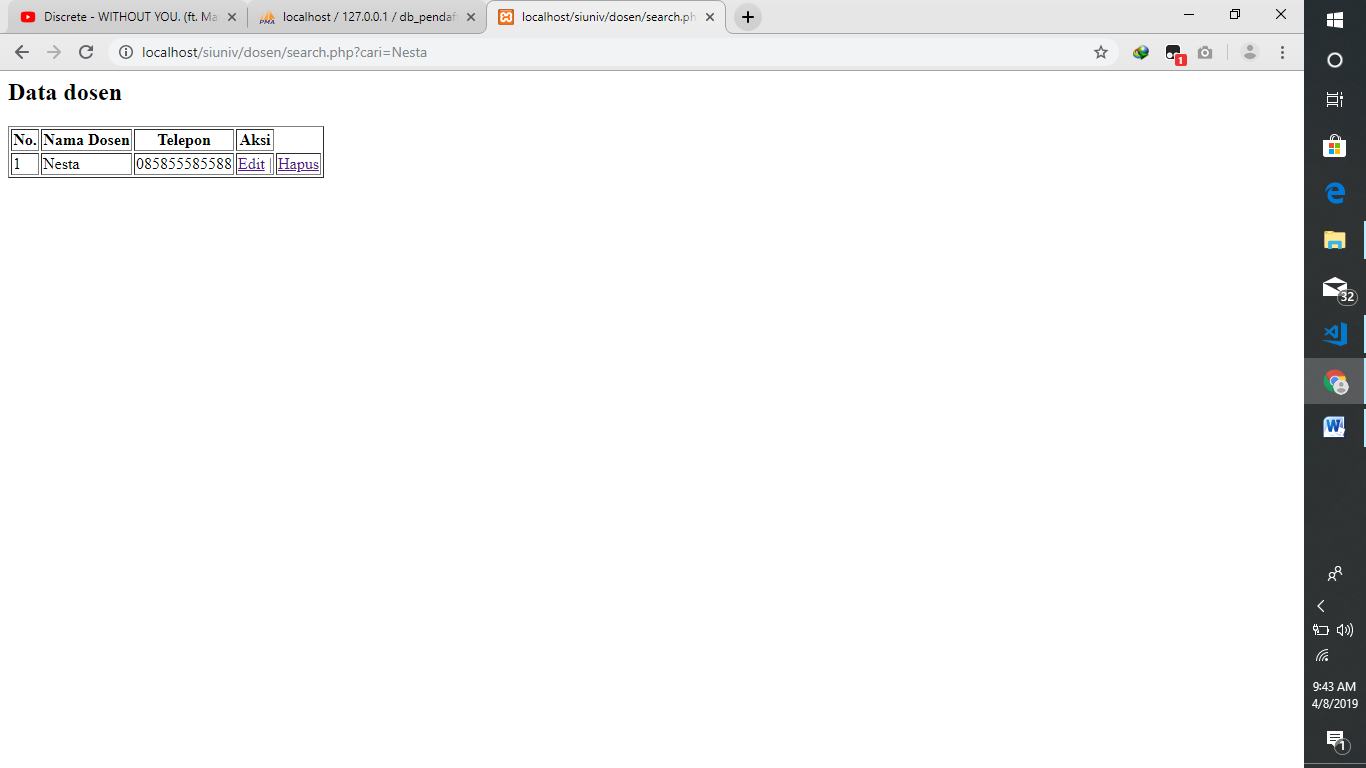 Discrete - WITHOUT YOU. (ft. Ma
localhost / 127.0.0.1 / db_pendaf
localhost/siuniv/dosen/search.ph
localhost/siuniv/dosen/search.php?cari=Nesta
1
Data dosen
No. Nama Dosen Telepon Aksi
1 Nesta 085855585588 Edit | Hapus
32
9:43 AM
4/8/2019
1